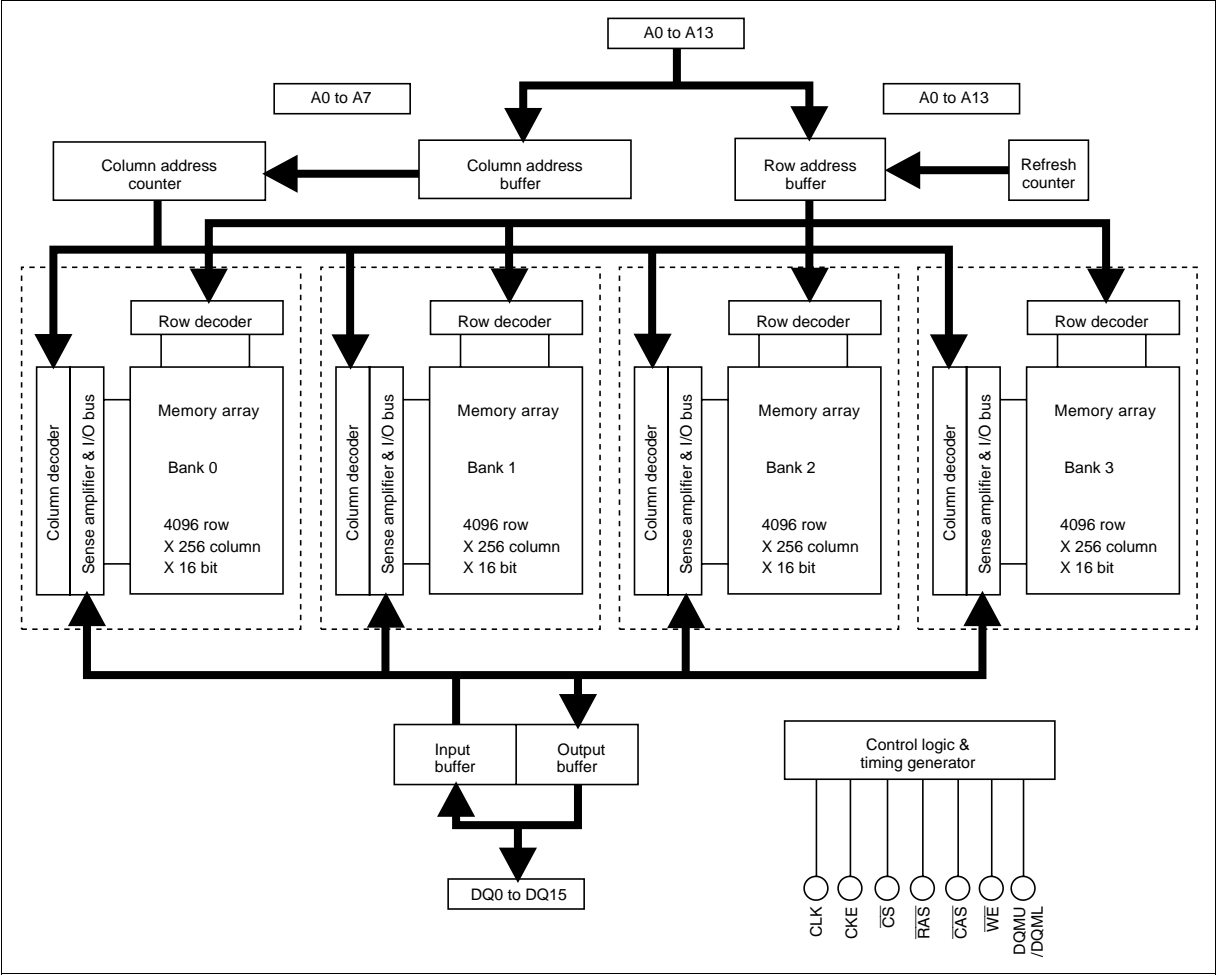 A0 to A13
A0 to A7
A0 to A13
Column address
counter
Column address
buffer
Row address
buffer
Refresh
counter
Row decoder
Row decoder
Row decoder
Row decoder
Column decoder
Sense amplifier & I/O bus
Memory array
Bank 0
4096 row
X 256 column
X 16 bit
Column decoder
Sense amplifier & I/O bus
Memory array
Bank 1
4096 row
X 256 column
X 16 bit
Column decoder
Sense amplifier & I/O bus
Memory array
Bank 2
4096 row
X 256 column
X 16 bit
Column decoder
Sense amplifier & I/O bus
Memory array
Bank 3
4096 row
X 256 column
X 16 bit
Input
buffer
Output
buffer
Control logic &
timing generator
DQ0 to DQ15
CLK
CKE
C̅S̅
R̅A̅S̅
C̅A̅S̅
W̅E̅
DQMU
/DQML